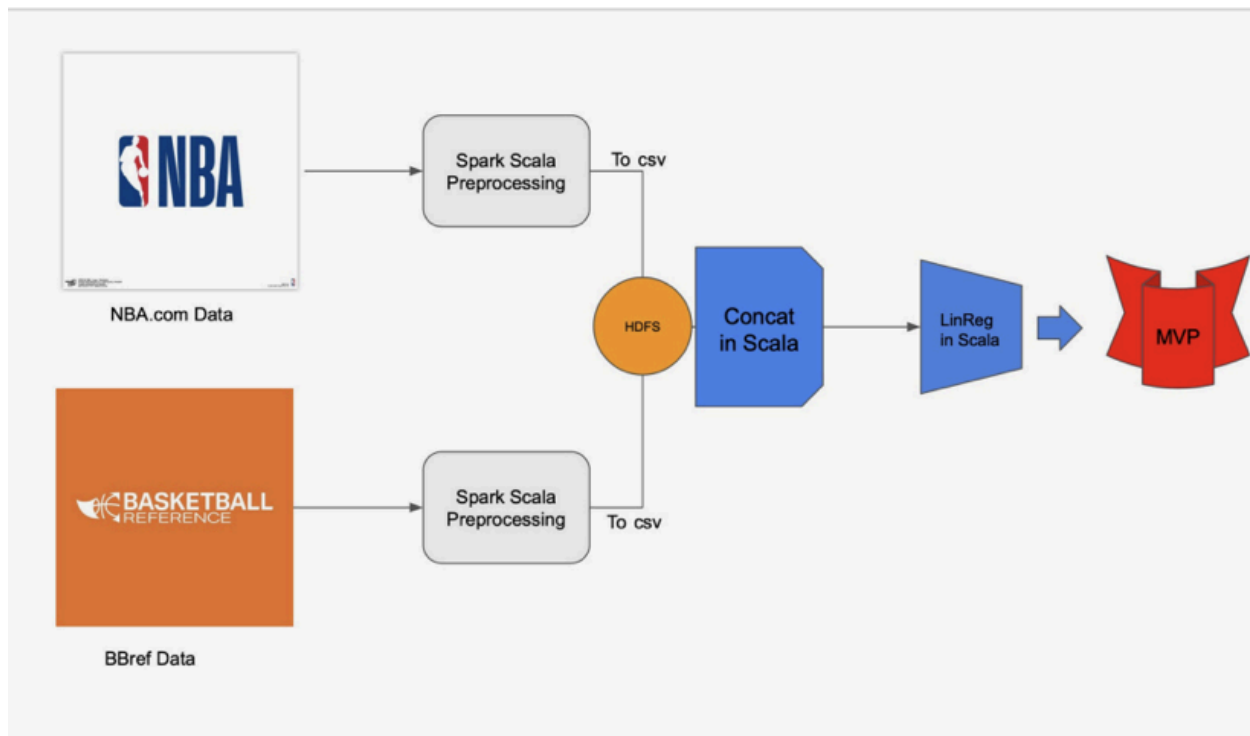 NBA
NBA.com Data
Spark Scala
Preprocessing
To csv
HDFS
Concat
in Scala
LinReg
in Scala
MVP
BASKETBALL
REFERENCE
BBref Data
Spark Scala
Preprocessing
To csv